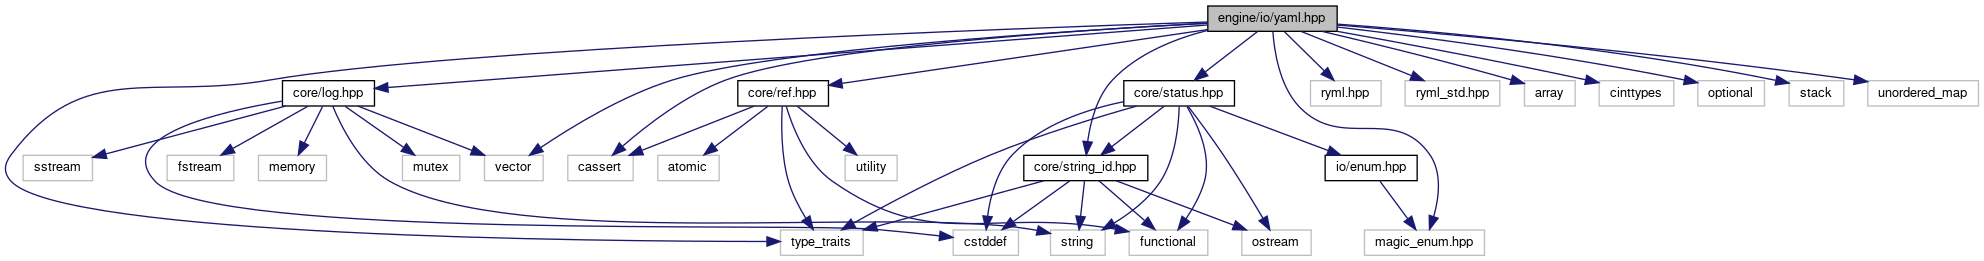 engine/io/yaml.hpp
core/log.hpp
core/ref.hpp
core/status.hpp
ryml.hpp
ryml_std.hpp
array
cinttypes
optional
stack
unordered_map
sstream
fstream
memory
mutex
vector
cassert
atomic
utility
core/string_id.hpp
io/enum.hpp
type_traits
cstddef
string
functional
ostream
magic_enum.hpp